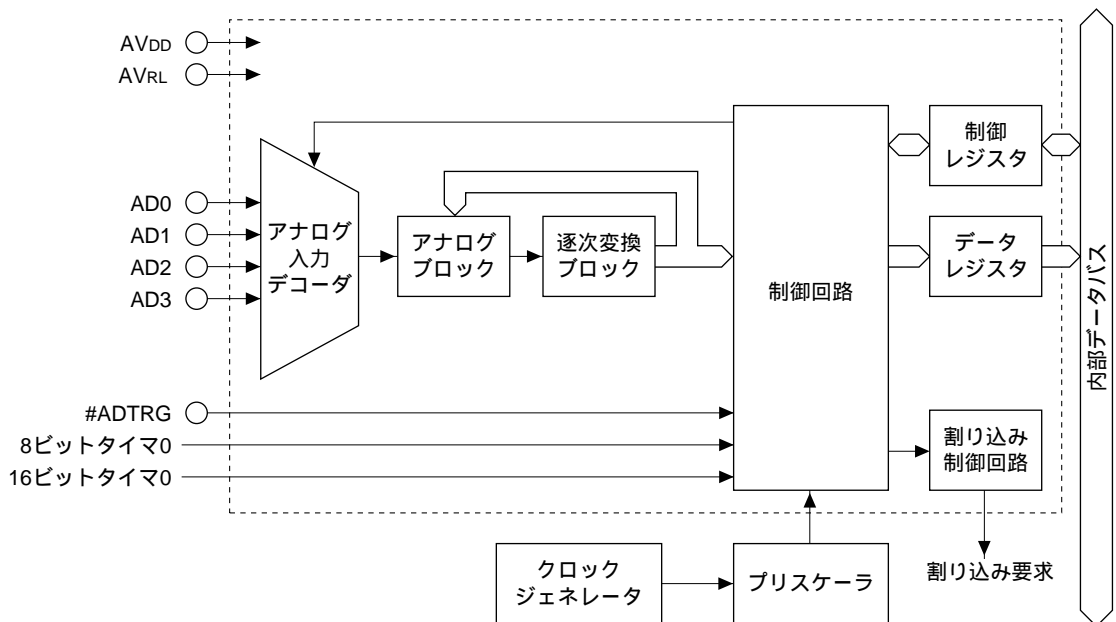 AVDD
AVRL
AD0
AD1
AD2
AD3
アナログ
入力
デコーダ
アナログ
ブロック
逐次変換
ブロック
制御回路
制御
レジスタ
データ
レジスタ
内部データバス
#ADTRG
8ビットタイマ0
16ビットタイマ0
割り込み
制御回路
クロック
ジェネレータ
プリスケーラ
割り込み要求